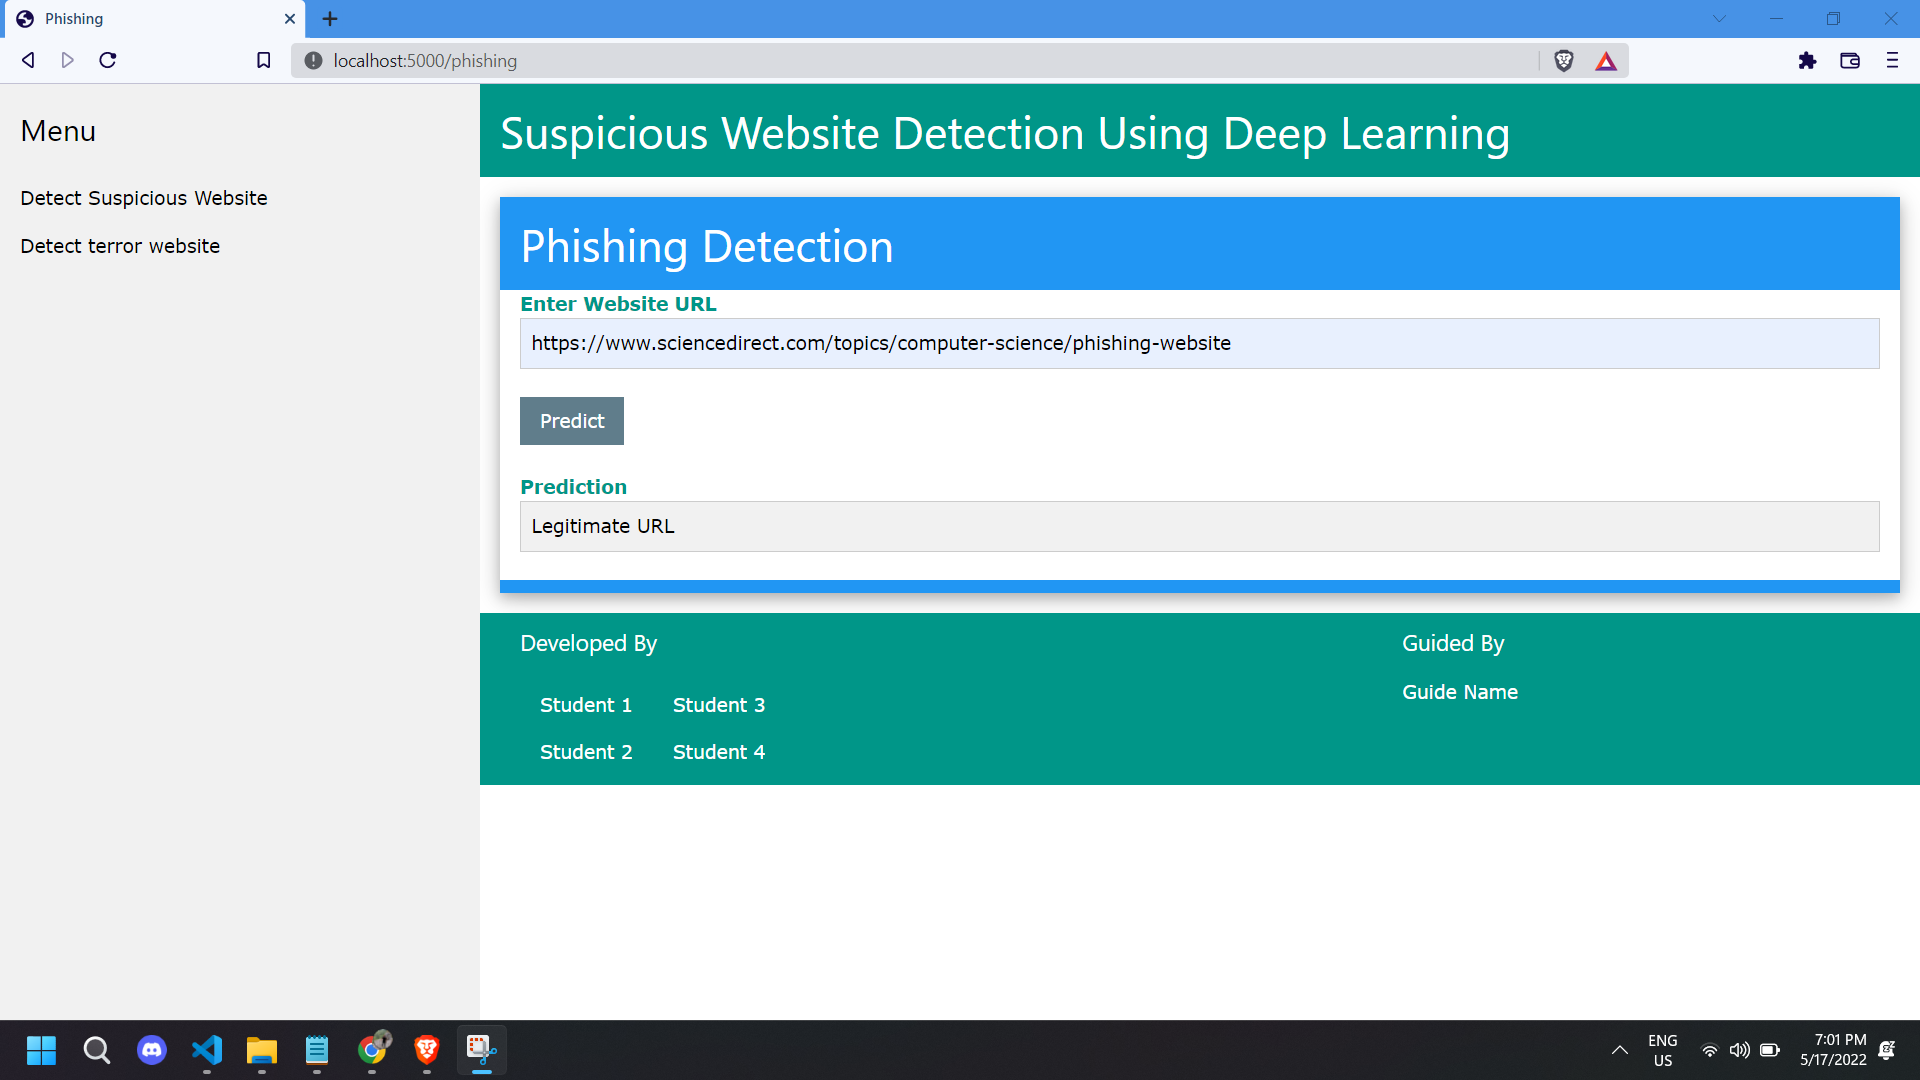 Phishing
localhost:5000/phishing
Menu
Detect Suspicious Website
Detect terror website
Suspicious Website Detection Using Deep Learning
Phishing Detection
Enter Website URL
https://www.sciencedirect.com/topics/computer-science/phishing-website
Predict
Prediction
Legitimate URL
Developed By
Student 1 Student 3
Student 2 Student 4
Guided By
Guide Name
ENG
US
7:01 PM
5/17/2022